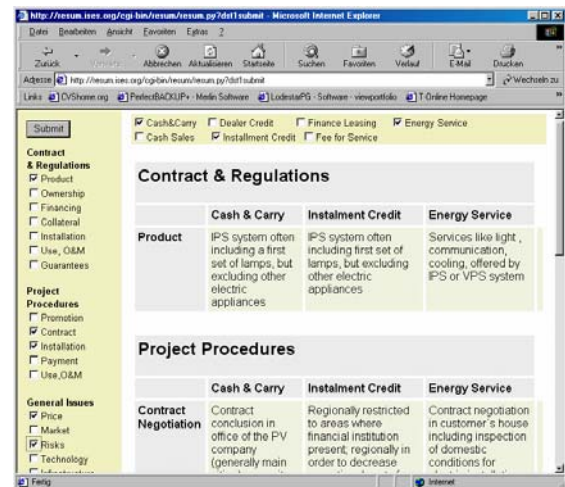 http://resum.ises.org/cgi-bin/resum/resum.py?dst1submit - Microsoft Internet Explorer
Datei Bearbeiten Ansicht Favoriten Extras ?
Zurück Abbrechen Aktualisieren Startseite Suchen Favoriten Verlauf E-Mail Drucken
Adresse http://resum.ises.org/cgi-bin/resum/resum.py?dst1submit Wechseln zu
Links CVShome.org PerfectBACKUP+ - Merlin Software LodestarPG - Software - viewportfolio T-Online Homepage
Submit
Cash&Carry Dealer Credit Finance Leasing Energy Service
Cash Sales Installment Credit Fee for Service
Contract
& Regulations
Product
Ownership
Financing
Collateral
Installation
Use, O&M
Guarantees
Project
Procedures
Promotion
Contract
Installation
Payment
Use,O&M
General Issues
Price
Market
Risks
Technology
Contract & Regulations
Cash & Carry Instalment Credit Energy Service
Product
IPS system often
including a first
set of lamps, but
excluding other
electric
appliances
IPS system often
including first set of
lamps, but excluding
other electric
appliances
Services like light ,
communication,
cooling, offered by
IPS or VPS system
Project Procedures
Cash & Carry Instalment Credit Energy Service
Contract
Negotiation
Contract
conclusion in
office of the PV
company
(generally main
Regionally restricted
to areas where
financial institution
present; regionally in
order to decrease
Contract negotiation
in customer's house
including inspection
of domestic
conditions for
Fertig Internet